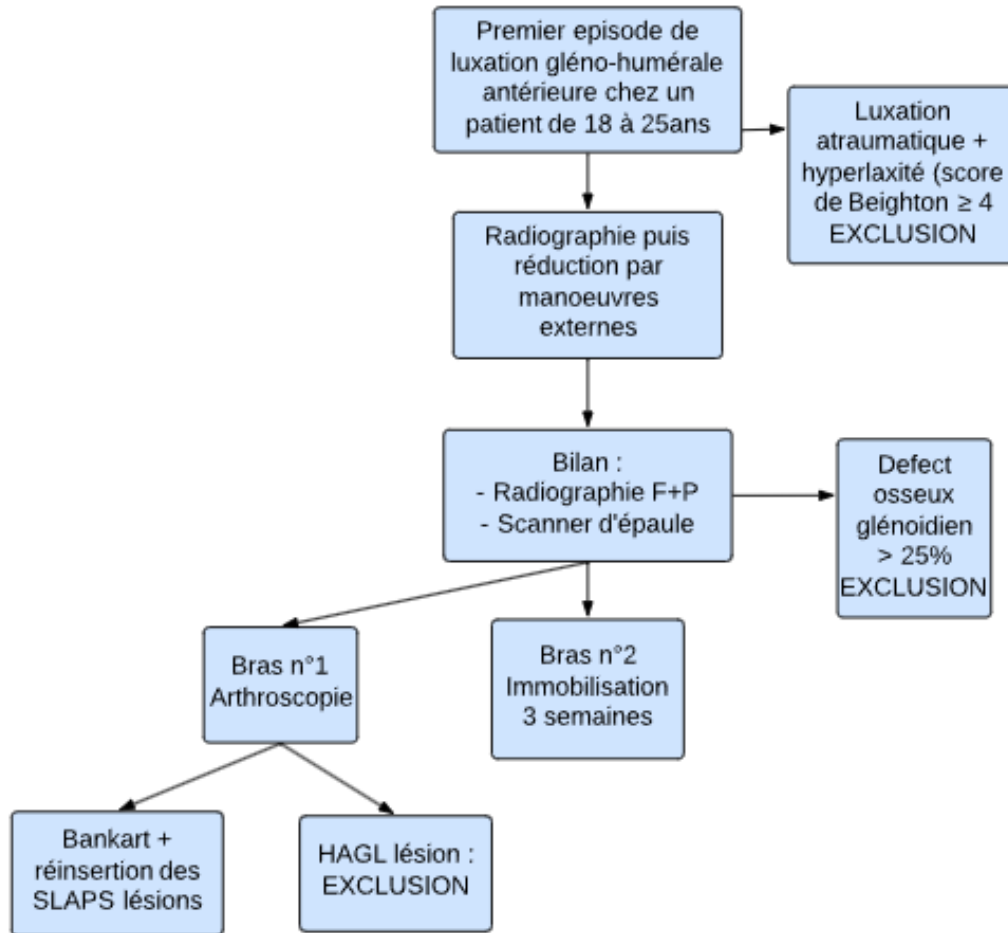 Premier episode de
luxation gléno-humérale
antérieure chez un
patient de 18 à 25ans
Luxation
atraumatique +
hyperlaxité (score
de Beighton ≥ 4
EXCLUSION
Radiographie puis
réduction par
manoeuvres
externes
Bilan :
- Radiographie F+P
- Scanner d'épaule
Defect
osseux
glénoidien
> 25%
EXCLUSION
Bras n°1
Arthroscopie
Bras n°2
Immobilisation
3 semaines
Bankart +
réinsertion des
SLAPS lésions
HAGL lésion :
EXCLUSION